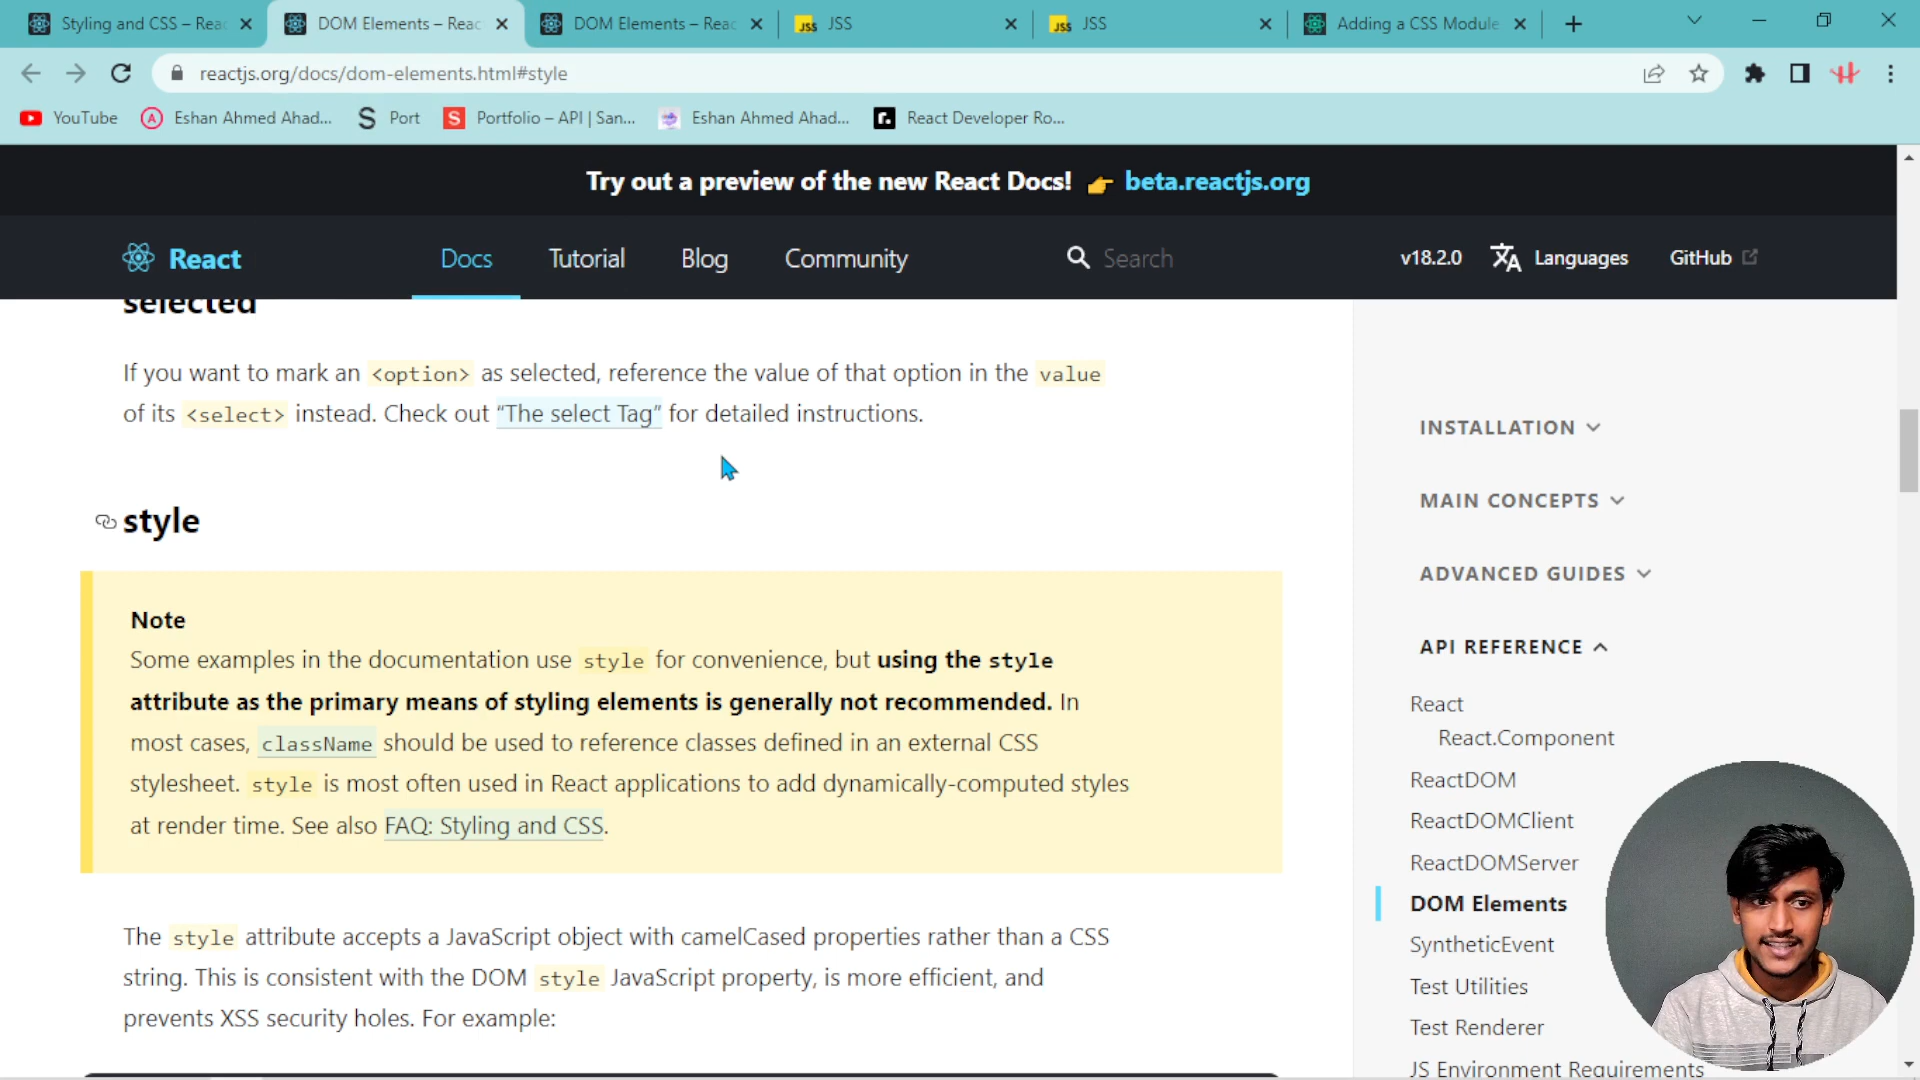 Styling and CSS – Reac
DOM Elements – Reac
DOM Elements – Reac
JSS JSS
JSS JSS
Adding a CSS Module
reactjs.org/docs/dom-elements.html#style
YouTube
Eshan Ahmed Ahad...
Port
Portfolio – API | San...
Eshan Ahmed Ahad...
React Developer Ro...
Try out a preview of the new React Docs! 👉 beta.reactjs.org
React
Docs
Tutorial
Blog
Community
Search
v18.2.0
Languages
GitHub
selected
If you want to mark an <option> as selected, reference the value of that option in the value
of its <select> instead. Check out “The select Tag” for detailed instructions.
style
Note
Some examples in the documentation use style for convenience, but using the style
attribute as the primary means of styling elements is generally not recommended. In
most cases, className should be used to reference classes defined in an external CSS
stylesheet. style is most often used in React applications to add dynamically-computed styles
at render time. See also FAQ: Styling and CSS.
The style attribute accepts a JavaScript object with camelCased properties rather than a CSS
string. This is consistent with the DOM style JavaScript property, is more efficient, and
prevents XSS security holes. For example:
INSTALLATION
MAIN CONCEPTS
ADVANCED GUIDES
API REFERENCE
React
React.Component
ReactDOM
ReactDOMClient
ReactDOMServer
DOM Elements
SyntheticEvent
Test Utilities
Test Renderer
JS Environment Requirements